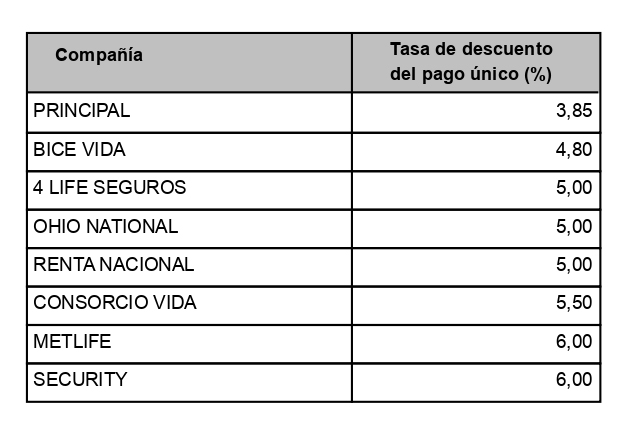 Compañía
Tasa de descuento
del pago único (%)
PRINCIPAL 3,85
BICE VIDA 4,80
4 LIFE SEGUROS 5,00
OHIO NATIONAL 5,00
RENTA NACIONAL 5,00
CONSORCIO VIDA 5,50
METLIFE 6,00
SECURITY 6,00